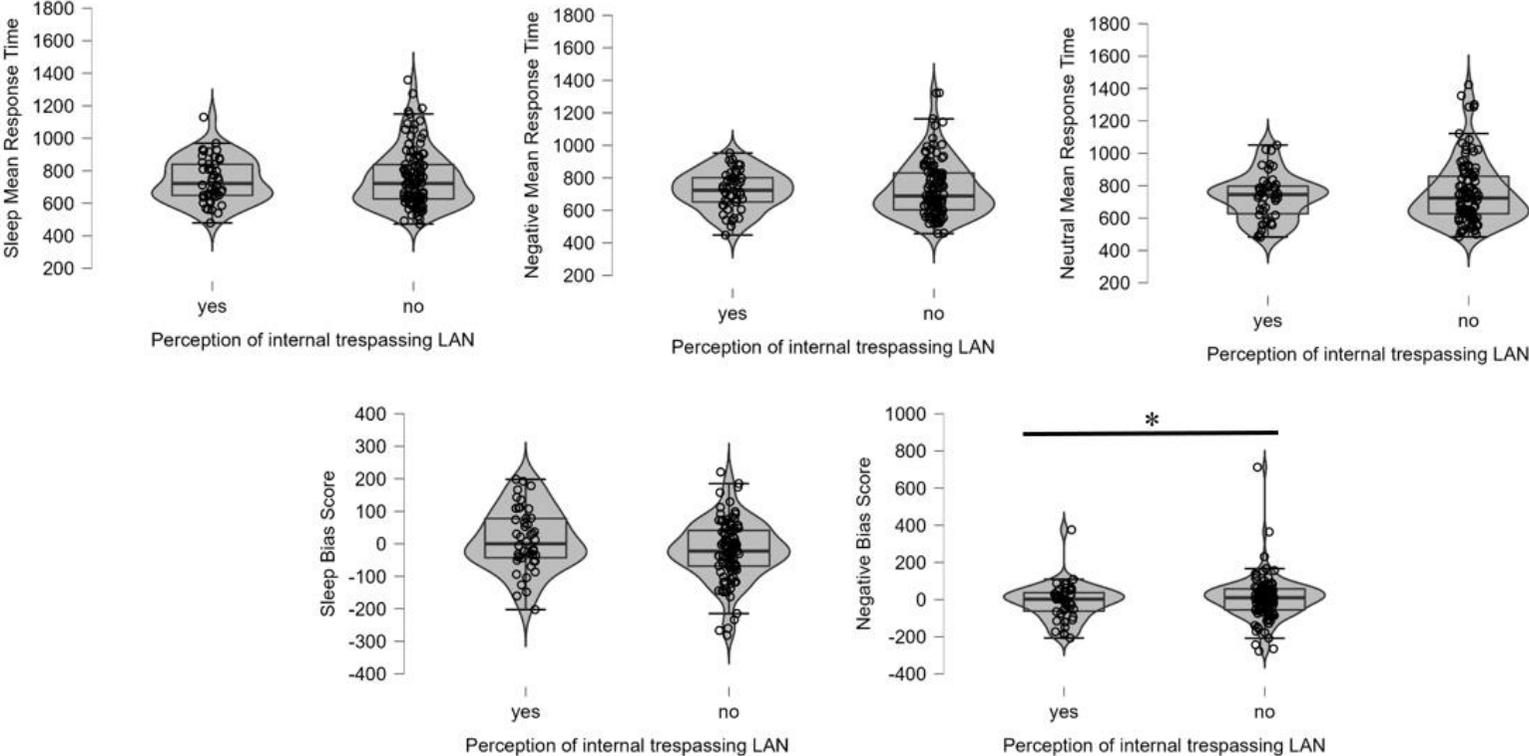 Sleep Mean Response Time
1800
1600
1400
1200
1000
800
600
400
200
yes
no
Perception of internal trespassing LAN
Negative Mean Response Time
1800
1600
1400
1200
1000
800
600
400
200
yes
no
Perception of internal trespassing LAN
Neutral Mean Response Time
1800
1600
1400
1200
1000
800
600
400
200
yes
no
Perception of internal trespassing LAN
Sleep Bias Score
400
300
200
100
0
-100
-200
-300
-400
yes
no
Perception of internal trespassing LAN
Negative Bias Score
1000
800
600
400
200
0
-200
-400
*
yes
no
Perception of internal trespassing LAN